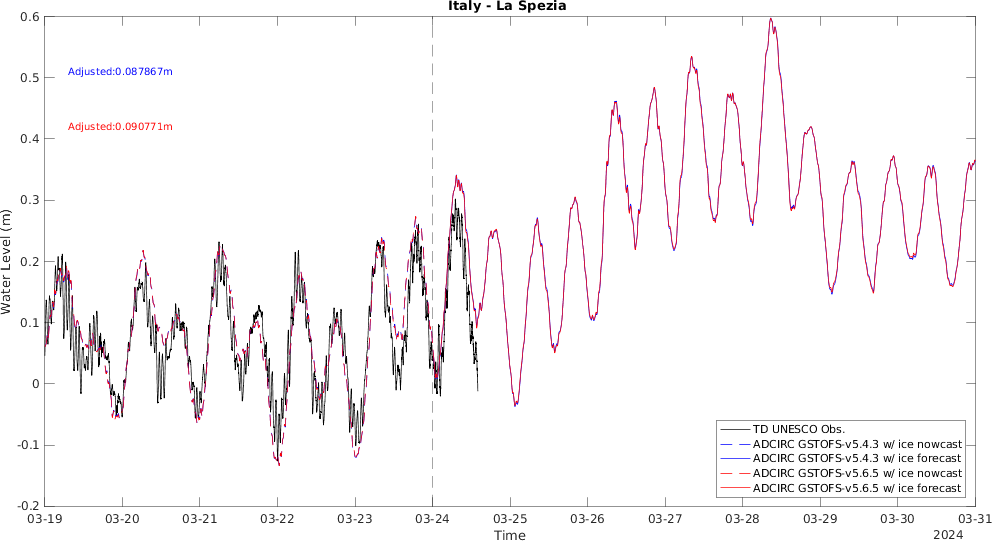 Italy - La Spezia
0.6
0.5
0.4
0.3
0.2
0.1
0
-0.1
-0.2
Water Level (m)
Adjusted:0.087867m
Adjusted:0.090771m
TD UNESCO Obs.
ADCIRC GSTOFS-v5.4.3 w/ ice nowcast
ADCIRC GSTOFS-v5.4.3 w/ ice forecast
ADCIRC GSTOFS-v5.6.5 w/ ice nowcast
ADCIRC GSTOFS-v5.6.5 w/ ice forecast
03-19 03-20 03-21 03-22 03-23 03-24 03-25 03-26 03-27 03-28 03-29 03-30 03-31
Time
2024